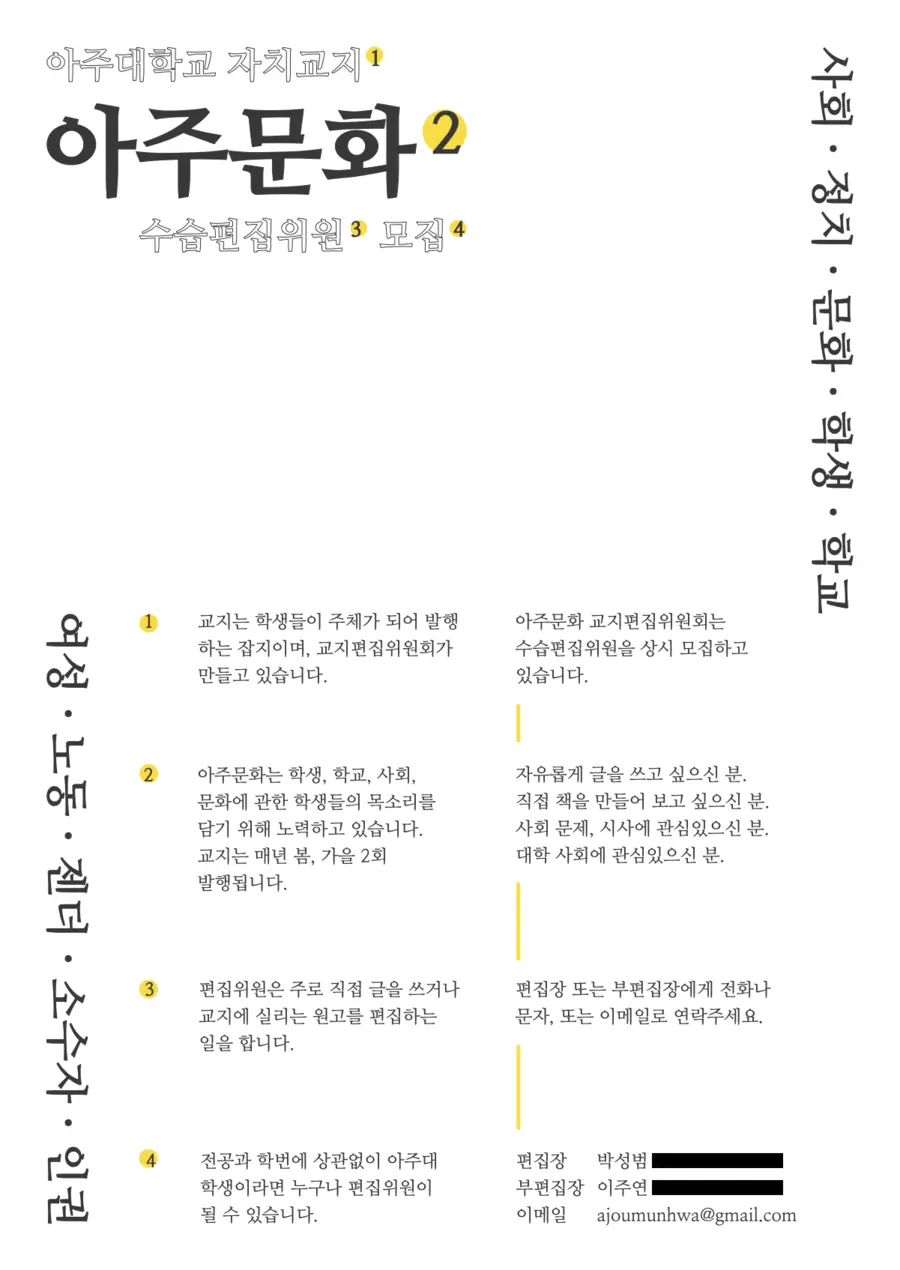 아주대학교 자치교지1
아주문화2
수습편집위원3 모집4
사회·정치·문화·학생·학교
여성·노동·젠더·소수자·인권
1 교지는 학생들이 주체가 되어 발행
하는 잡지이며, 교지편집위원회가
만들고 있습니다.
2 아주문화는 학생, 학교, 사회,
문화에 관한 학생들의 목소리를
담기 위해 노력하고 있습니다.
교지는 매년 봄, 가을 2회
발행됩니다.
3 편집위원은 주로 직접 글을 쓰거나
교지에 실리는 원고를 편집하는
일을 합니다.
4 전공과 학번에 상관없이 아주대
학생이라면 누구나 편집위원이
될 수 있습니다.
아주문화 교지편집위원회는
수습편집위원을 상시 모집하고
있습니다.
자유롭게 글을 쓰고 싶으신 분.
직접 책을 만들어 보고 싶으신 분.
사회 문제, 시사에 관심있으신 분.
대학 사회에 관심있으신 분.
편집장 또는 부편집장에게 전화나
문자, 또는 이메일로 연락주세요.
편집장 박성범
부편집장 이주연
이메일 ajoumunhwa@gmail.com